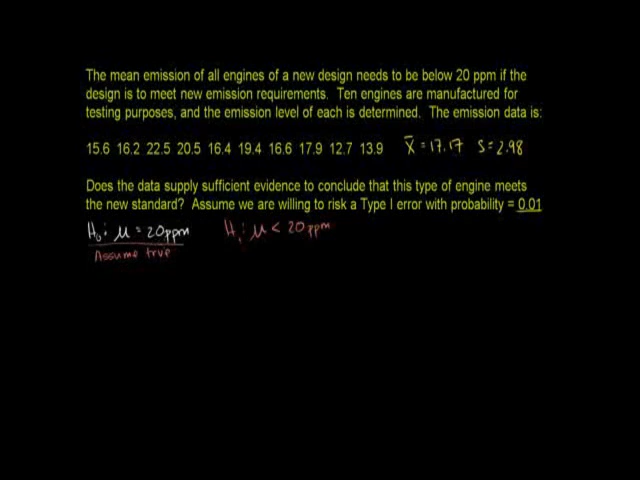 The mean emission of all engines of a new design needs to be below 20 ppm if the
design is to meet new emission requirements. Ten engines are manufactured for
testing purposes, and the emission level of each is determined. The emission data is:
15.6 16.2 22.5 20.5 16.4 19.4 16.6 17.9 12.7 13.9 X̄ = 17.17 S = 2.98
Does the data supply sufficient evidence to conclude that this type of engine meets
the new standard? Assume we are willing to risk a Type I error with probability = 0.01
H₀: μ = 20ppm H₁: μ < 20ppm
Assume true